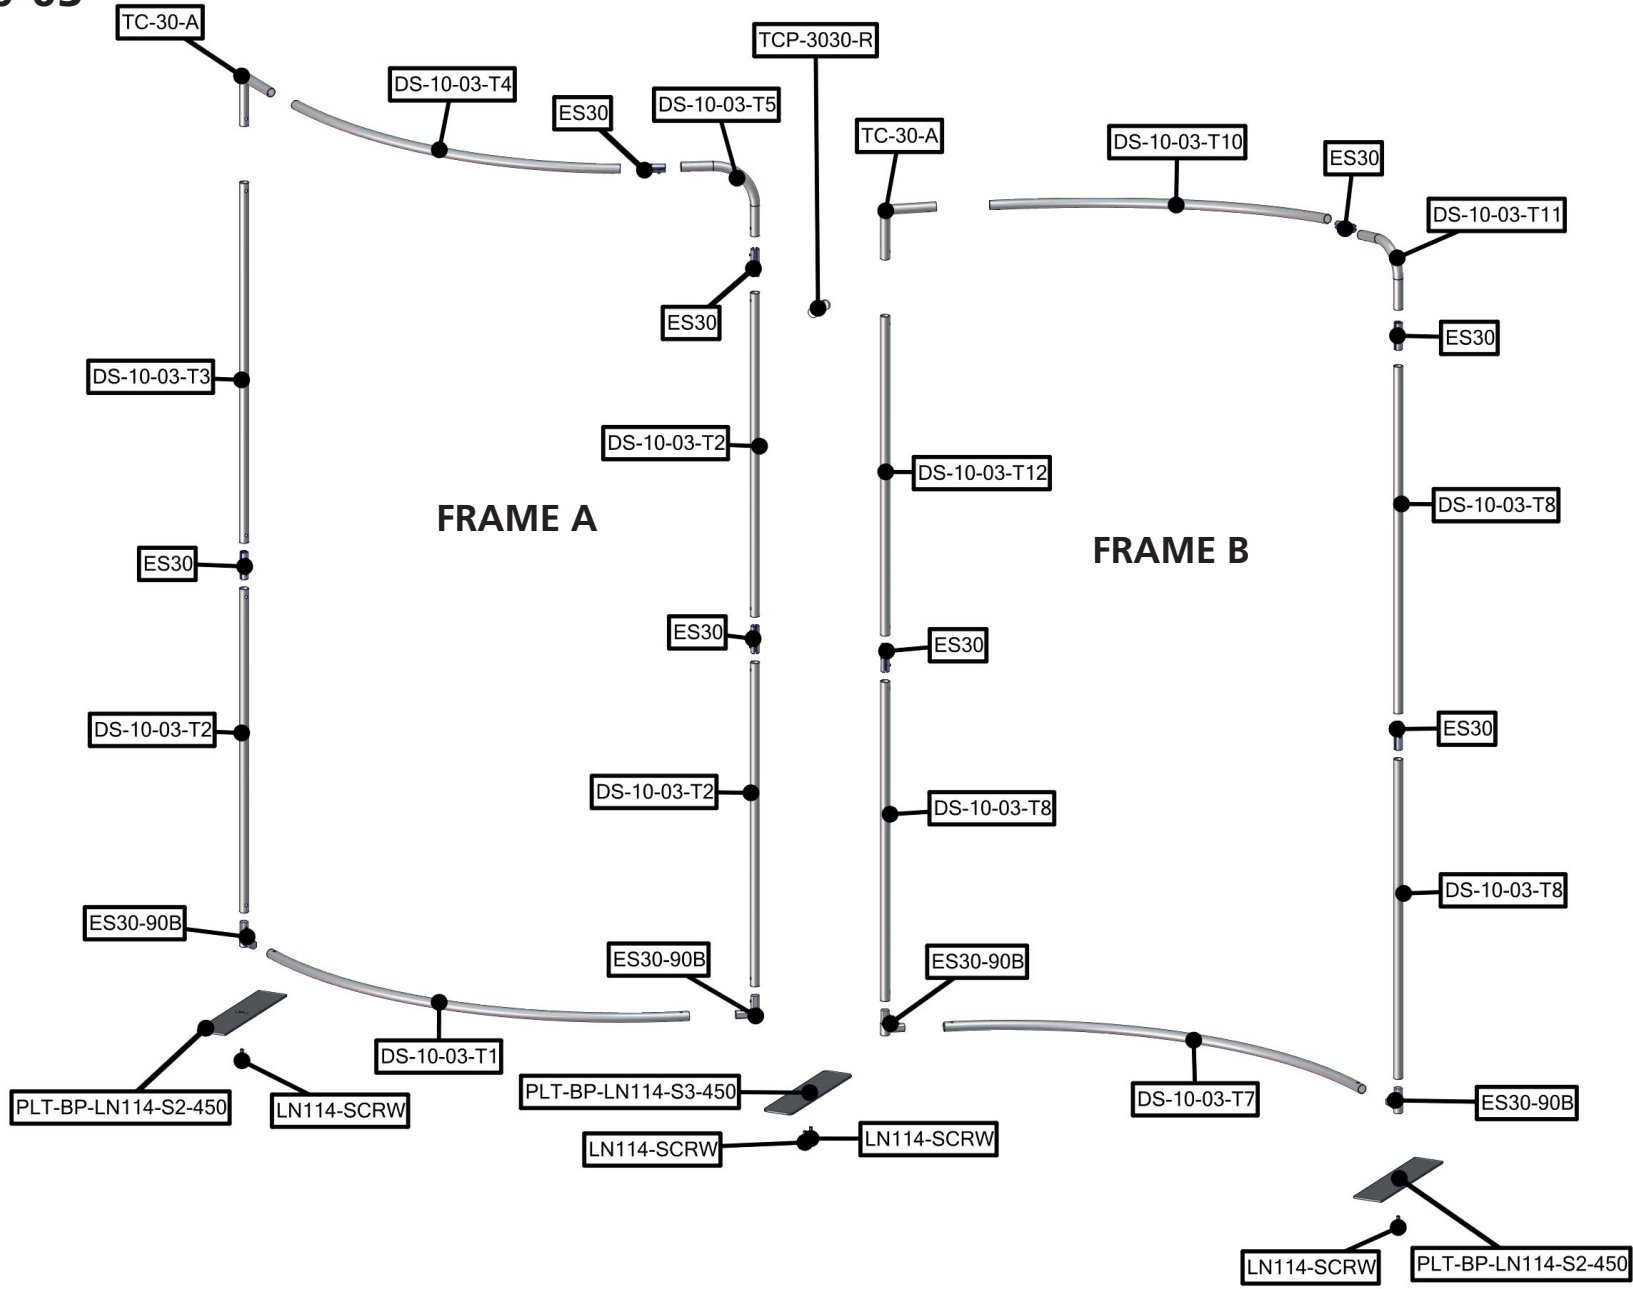 TC-30-A
TCP-3030-R
DS-10-03-T4
ES30
DS-10-03-T5
TC-30-A
DS-10-03-T10
ES30
DS-10-03-T11
ES30
ES30
DS-10-03-T3
DS-10-03-T2
DS-10-03-T12
DS-10-03-T8
FRAME A
FRAME B
ES30
ES30
ES30
ES30
DS-10-03-T2
DS-10-03-T2
DS-10-03-T8
DS-10-03-T8
ES30-90B
ES30-90B
ES30-90B
DS-10-03-T1
DS-10-03-T7
ES30-90B
PLT-BP-LN114-S2-450
LN114-SCRW
PLT-BP-LN114-S3-450
LN114-SCRW
LN114-SCRW
LN114-SCRW
PLT-BP-LN114-S2-450